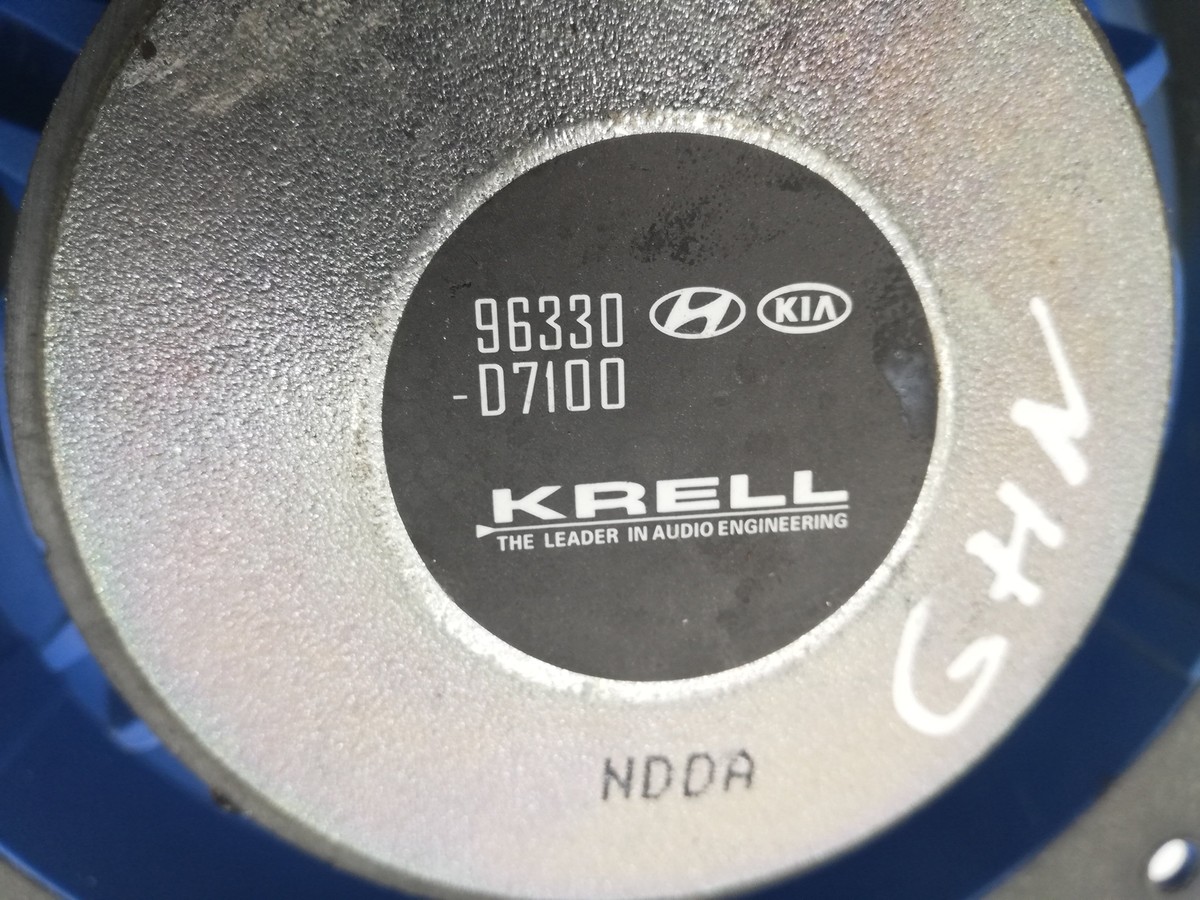 96330
KIA
-D7100
KRELL
THE LEADER IN AUDIO ENGINEERING
GHN
NDDA